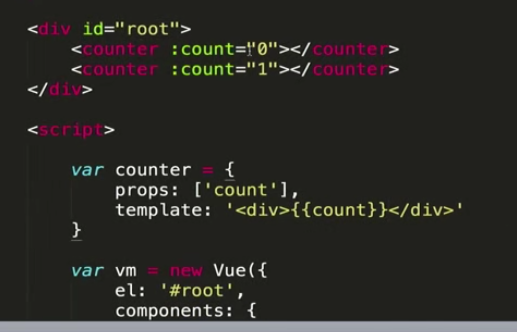 <div id="root">
    <counter :count="0"></counter>
    <counter :count="1"></counter>
</div>
<script>
    var counter = {
        props: ['count'],
        template: '<div>{{count}}</div>'
    }
    var vm = new Vue({
        el: '#root',
        components: {